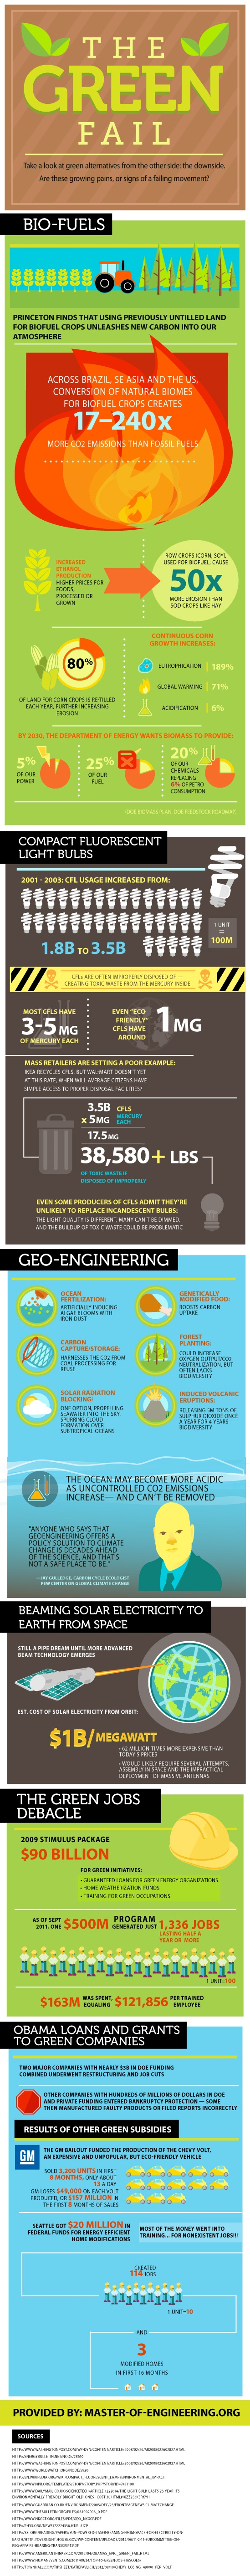 THE
GREEN
FAIL
Take a look at green alternatives from the other side: the downside.
Are these growing pains, or signs of a failing movement?
BIO-FUELS
PRINCETON FINDS THAT USING PREVIOUSLY UNTILLED LAND
FOR BIOFUEL CROPS UNLEASHES NEW CARBON INTO OUR
ATMOSPHERE
ACROSS BRAZIL, SE ASIA AND THE US,
CONVERSION OF NATURAL BIOMES
FOR BIOFUEL CROPS CREATES
17–240x
MORE CO2 EMISSIONS THAN FOSSIL FUELS
INCREASED
ETHANOL
PRODUCTION
HIGHER PRICES FOR
FOODS,
PROCESSED OR
GROWN
ROW CROPS (CORN, SOY),
USED FOR BIOFUEL, CAUSE
50x
MORE EROSION THAN
SOD CROPS LIKE HAY
80%
OF LAND FOR CORN CROPS IS RE-TILLED
EACH YEAR, FURTHER INCREASING
EROSION
CONTINUOUS CORN
GROWTH INCREASES:
EUTROPHICATION 189%
GLOBAL WARMING 71%
ACIDIFICATION 6%
BY 2030, THE DEPARTMENT OF ENERGY WANTS BIOMASS TO PROVIDE:
5%
OF OUR
POWER
25%
OF OUR
FUEL
20%
OF OUR
CHEMICALS
REPLACING
6% OF PETRO
CONSUMPTION
(DOE BIOMASS PLAN, DOE FEEDSTOCK ROADMAP)
COMPACT FLUORESCENT
LIGHT BULBS
2001 - 2003: CFL USAGE INCREASED FROM:
1 UNIT
=
100M
1.8B TO 3.5B
CFLs ARE OFTEN IMPROPERLY DISPOSED OF —
CREATING TOXIC WASTE FROM THE MERCURY INSIDE
MOST CFLS HAVE
3-5 MG
OF MERCURY EACH
EVEN "ECO
FRIENDLY"
CFLS HAVE
AROUND
1MG
MASS RETAILERS ARE SETTING A POOR EXAMPLE:
IKEA RECYCLES CFLS, BUT WAL-MART DOESN'T YET
AT THIS RATE, WHEN WILL AVERAGE CITIZENS HAVE
SIMPLE ACCESS TO PROPER DISPOSAL FACILITIES?
3.5B CFLS
x 5MG MERCURY EACH
17.5MG
38,580+ LBS
OF TOXIC WASTE IF
DISPOSED OF IMPROPERLY
EVEN SOME PRODUCERS OF CFLS ADMIT THEY'RE
UNLIKELY TO REPLACE INCANDESCENT BULBS:
THE LIGHT QUALITY IS DIFFERENT, MANY CAN'T BE DIMMED,
AND THE BUILDUP OF TOXIC WASTE COULD BE PROBLEMATIC
GEO-ENGINEERING
OCEAN
FERTILIZATION:
ARTIFICIALLY INDUCING
ALGAE BLOOMS WITH
IRON DUST
GENETICALLY
MODIFIED FOOD:
BOOSTS CARBON
UPTAKE
CARBON
CAPTURE/STORAGE:
HARNESSES THE CO2 FROM
COAL PROCESSING FOR
REUSE
FOREST
PLANTING:
COULD INCREASE
OXYGEN OUTPUT/CO2
NEUTRALIZATION, BUT
OFTEN LACKS
BIODIVERSITY
SOLAR RADIATION
BLOCKING:
ONE OPTION, PROPELLING
SEAWATER INTO THE SKY,
SPURRING CLOUD
FORMATION OVER
SUBTROPICAL OCEANS
INDUCED VOLCANIC
ERUPTIONS:
RELEASING 5M TONS OF
SULPHUR DIOXIDE ONCE
A YEAR FOR 4 YEARS
BIODIVERSITY
THE OCEAN MAY BECOME MORE ACIDIC
AS UNCONTROLLED CO2 EMISSIONS
INCREASE— AND CAN'T BE REMOVED
"ANYONE WHO SAYS THAT
GEOENGINEERING OFFERS A
POLICY SOLUTION TO CLIMATE
CHANGE IS DECADES AHEAD
OF THE SCIENCE, AND THAT'S
NOT A SAFE PLACE TO BE."
—JAY GULLEDGE, CARBON CYCLE ECOLOGIST
PEW CENTER ON GLOBAL CLIMATE CHANGE
BEAMING SOLAR ELECTRICITY TO
EARTH FROM SPACE
STILL A PIPE DREAM UNTIL MORE ADVANCED
BEAM TECHNOLOGY EMERGES
EST. COST OF SOLAR ELECTRICITY FROM ORBIT:
$1B/MEGAWATT
• 62 MILLION TIMES MORE EXPENSIVE THAN
TODAY'S PRICES
• WOULD LIKELY REQUIRE SEVERAL ATTEMPTS,
ASSEMBLY IN SPACE AND THE IMPRACTICAL
DEPLOYMENT OF MASSIVE ANTENNAS
THE GREEN JOBS
DEBACLE
2009 STIMULUS PACKAGE
$90 BILLION
FOR GREEN INITIATIVES:
• GUARANTEED LOANS FOR GREEN ENERGY ORGANIZATIONS
• HOME WEATHERIZATION FUNDS
• TRAINING FOR GREEN OCCUPATIONS
AS OF SEPT
2011, ONE $500M PROGRAM
GENERATED JUST 1,336 JOBS
LASTING HALF A
YEAR OR MORE
1 UNIT=100
$163M WAS SPENT,
EQUALING $121,856 PER TRAINED
EMPLOYEE
OBAMA LOANS AND GRANTS
TO GREEN COMPANIES
TWO MAJOR COMPANIES WITH NEARLY $3B IN DOE FUNDING
COMBINED UNDERWENT RESTRUCTURING AND JOB CUTS
OTHER COMPANIES WITH HUNDREDS OF MILLIONS OF DOLLARS IN DOE
AND PRIVATE FUNDING ENTERED BANKRUPTCY PROTECTION — SOME
THEN MANUFACTURED FAULTY PRODUCTS OR FILED REPORTS INCORRECTLY
RESULTS OF OTHER GREEN SUBSIDIES
GM
THE GM BAILOUT FUNDED THE PRODUCTION OF THE CHEVY VOLT,
AN EXPENSIVE AND UNPOPULAR, BUT ECO-FRIENDLY VEHICLE
SOLD 3,200 UNITS IN FIRST
8 MONTHS, ONLY ABOUT
13 A DAY
GM LOSES $49,000 ON EACH VOLT
PRODUCED, OR $157 MILLION IN
THE FIRST 8 MONTHS OF SALES
SEATTLE GOT $20 MILLION IN
FEDERAL FUNDS FOR ENERGY EFFICIENT
HOME MODIFICATIONS
MOST OF THE MONEY WENT INTO
TRAINING... FOR NONEXISTENT JOBS!!!
CREATED
114 JOBS
1 UNIT=10
AND
3
MODIFIED HOMES
IN FIRST 16 MONTHS
PROVIDED BY: MASTER-OF-ENGINEERING.ORG
SOURCES